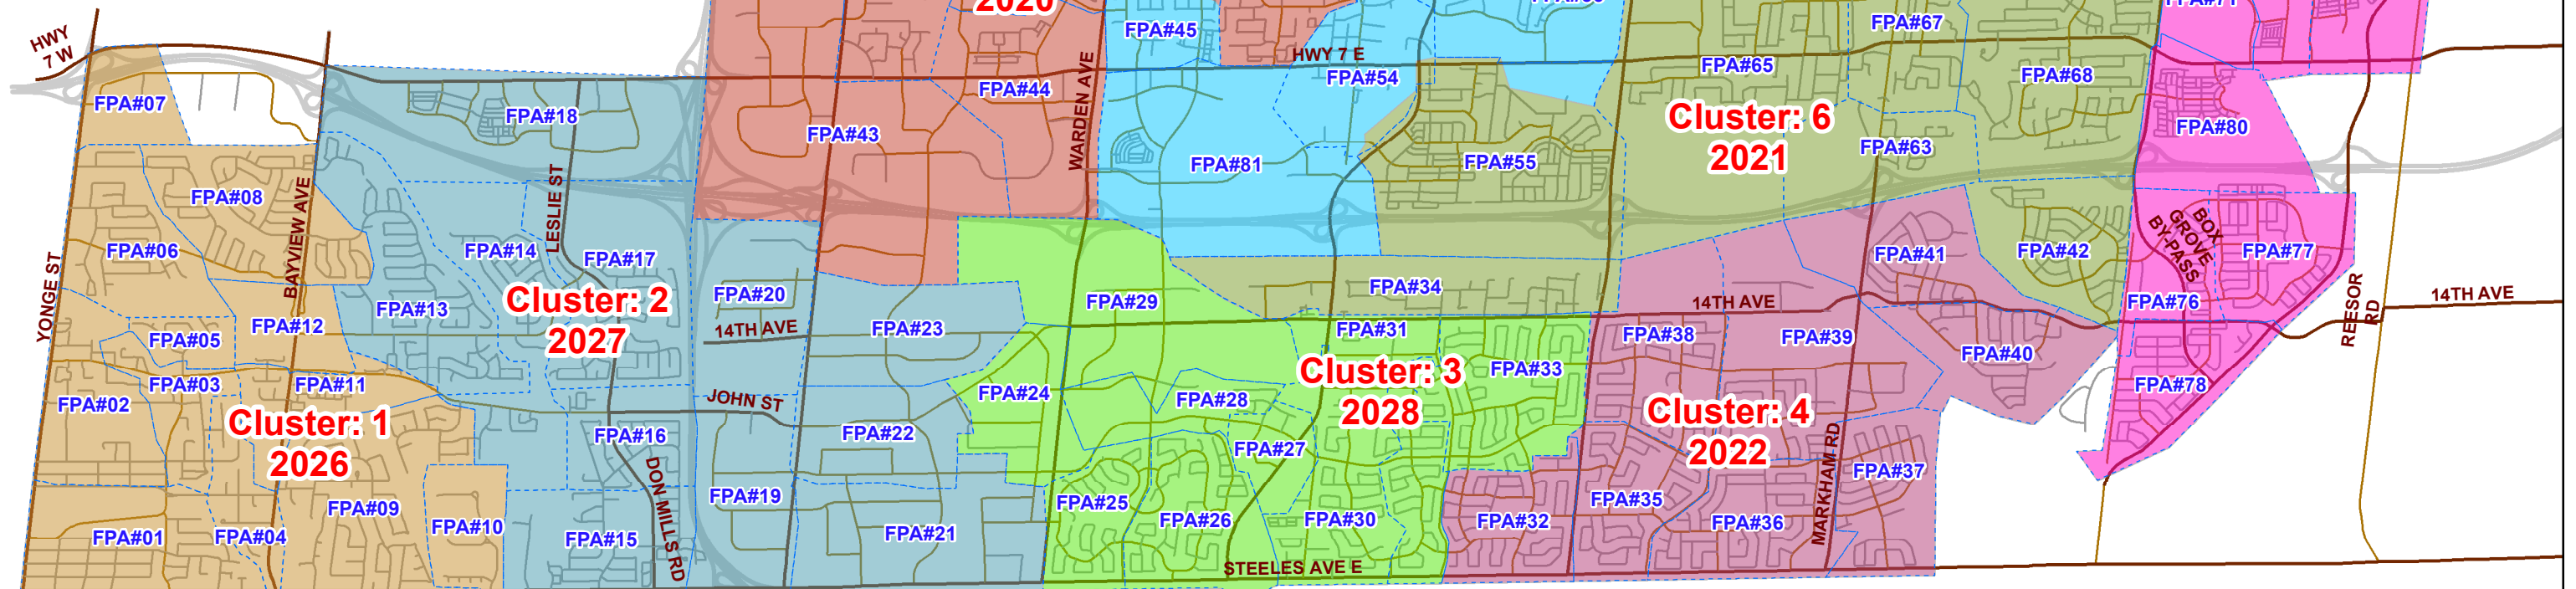 2020
FPA#45
FPA#67
FPA#71
HWY
7 W
HWY 7 E
FPA#07
FPA#18
FPA#43
FPA#44
WARDEN AVE
FPA#54
FPA#65
FPA#68
FPA#81
FPA#55
Cluster: 6
2021
FPA#63
FPA#80
FPA#08
BAYVIEW AVE
LESLIE ST
FPA#06
FPA#14
FPA#17
YONGE ST
FPA#13
Cluster: 2
2027
FPA#20
14TH AVE
FPA#23
FPA#29
FPA#34
FPA#31
14TH AVE
FPA#41
FPA#42
BOX
GROVE
BY-PASS
FPA#77
FPA#76
REESOR
RD
14TH AVE
FPA#05
FPA#12
FPA#03
FPA#11
FPA#02
Cluster: 1
2026
JOHN ST
FPA#24
FPA#28
Cluster: 3
2028
FPA#33
FPA#38
FPA#39
FPA#40
Cluster: 4
2022
FPA#78
FPA#16
FPA#22
FPA#27
MARKHAM RD
FPA#37
DON MILLS RD
FPA#19
FPA#25
FPA#35
FPA#01
FPA#04
FPA#09
FPA#10
FPA#15
FPA#21
FPA#26
FPA#30
FPA#32
FPA#36
STEELES AVE E